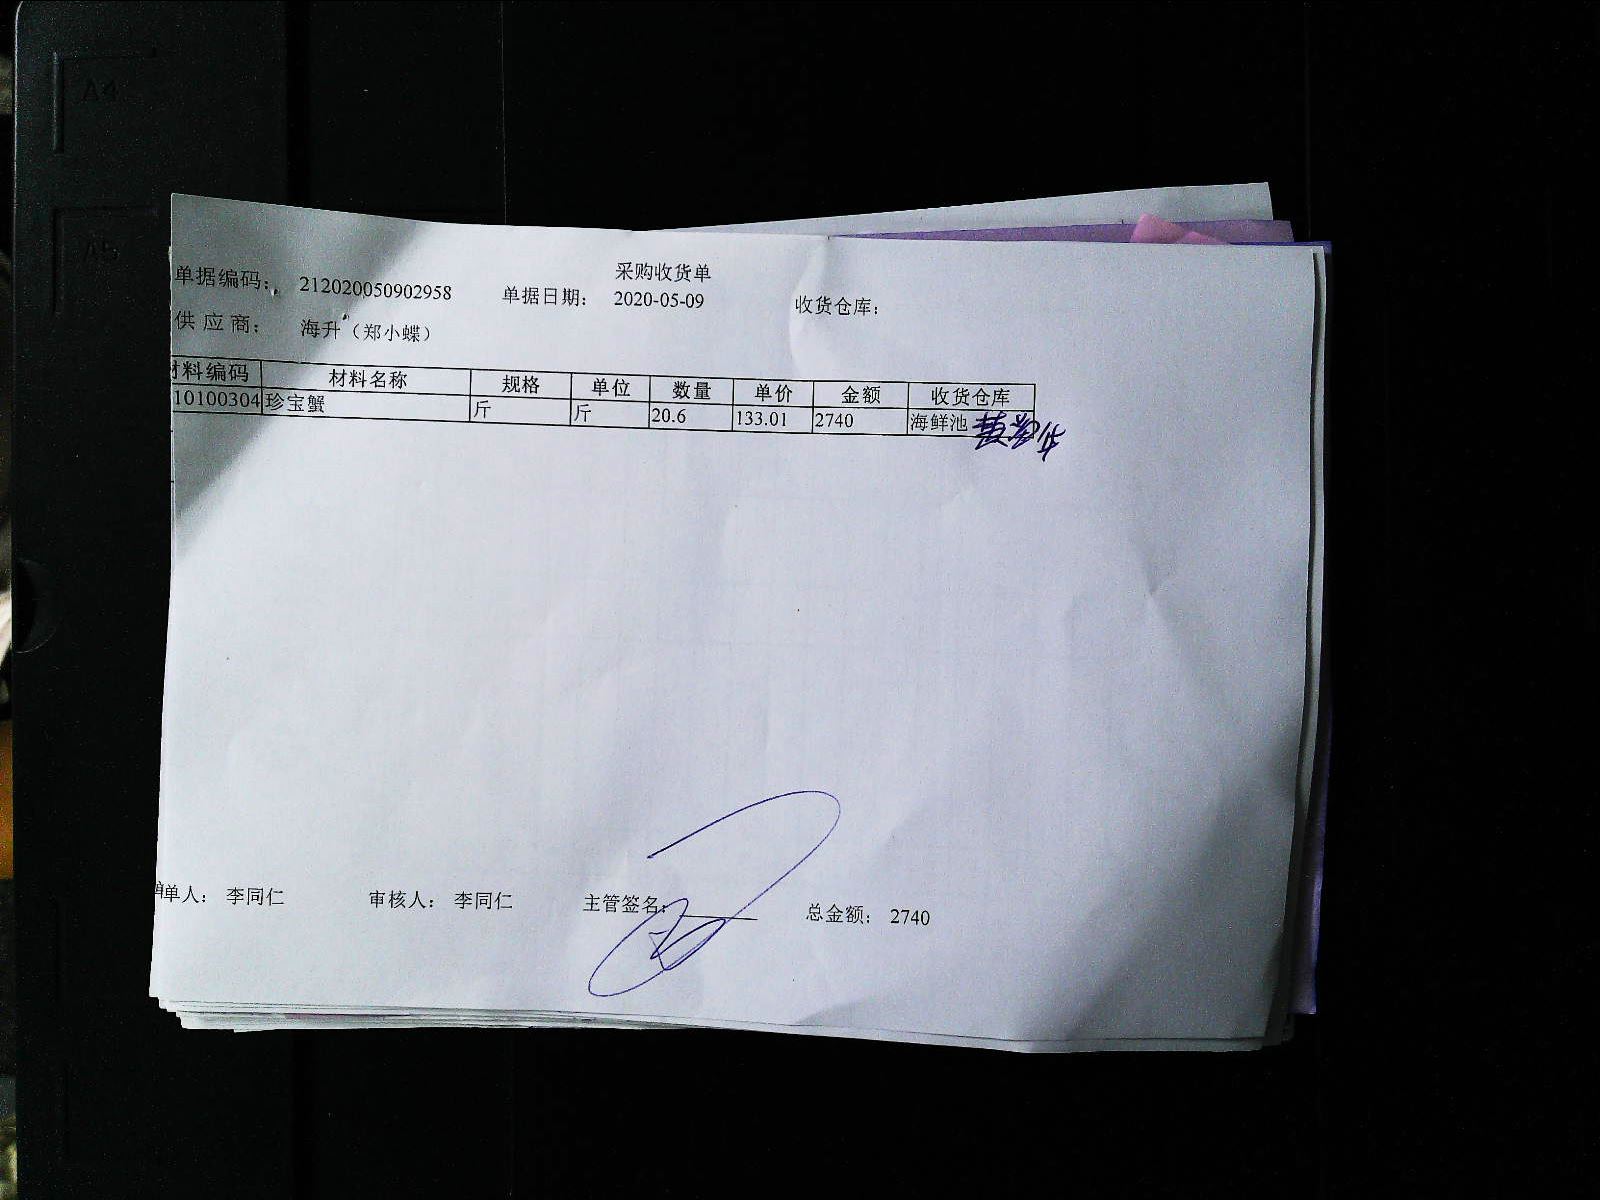 采购收货单
单据编码： 212020050902958 单据日期： 2020-05-09 收货仓库：
供应商： 海升（郑小蝶）
材料编码 材料名称 规格 单位 数量 单价 金额 收货仓库
10100304 珍宝蟹 斤 斤 20.6 133.01 2740 海鲜池
单人： 李同仁 审核人： 李同仁 主管签名： 总金额： 2740
A4
A5